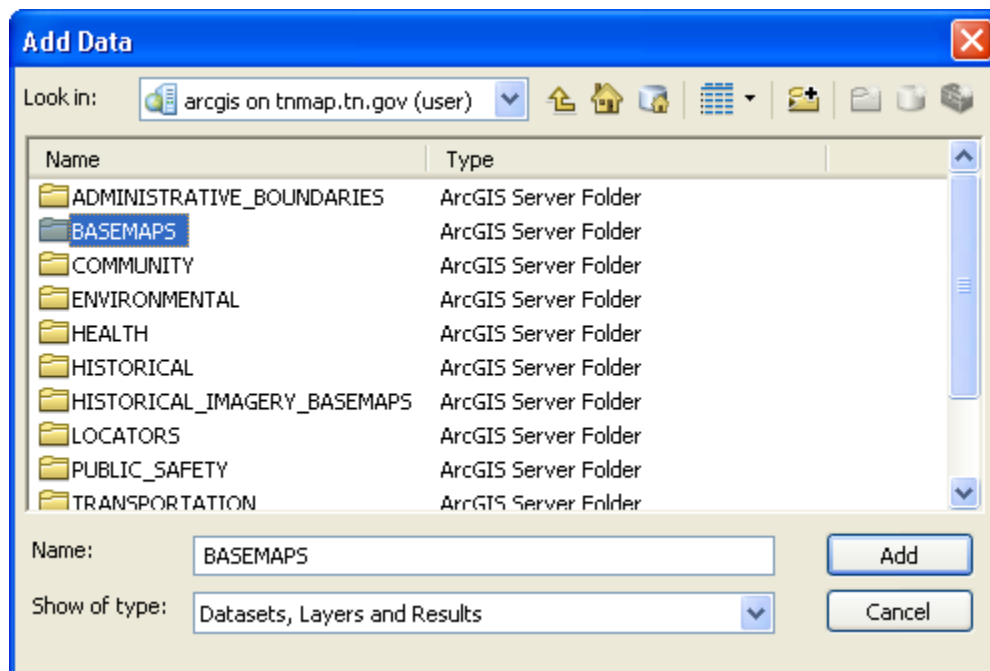 Add Data
Look in: arcgis on tnmap.tn.gov (user)
Name Type
ADMINISTRATIVE_BOUNDARIES ArcGIS Server Folder
BASEMAPS ArcGIS Server Folder
COMMUNITY ArcGIS Server Folder
ENVIRONMENTAL ArcGIS Server Folder
HEALTH ArcGIS Server Folder
HISTORICAL ArcGIS Server Folder
HISTORICAL_IMAGERY_BASEMAPS ArcGIS Server Folder
LOCATORS ArcGIS Server Folder
PUBLIC_SAFETY ArcGIS Server Folder
TRANSPORTATION ArcGIS Server Folder
Name: BASEMAPS Add
Show of type: Datasets, Layers and Results Cancel